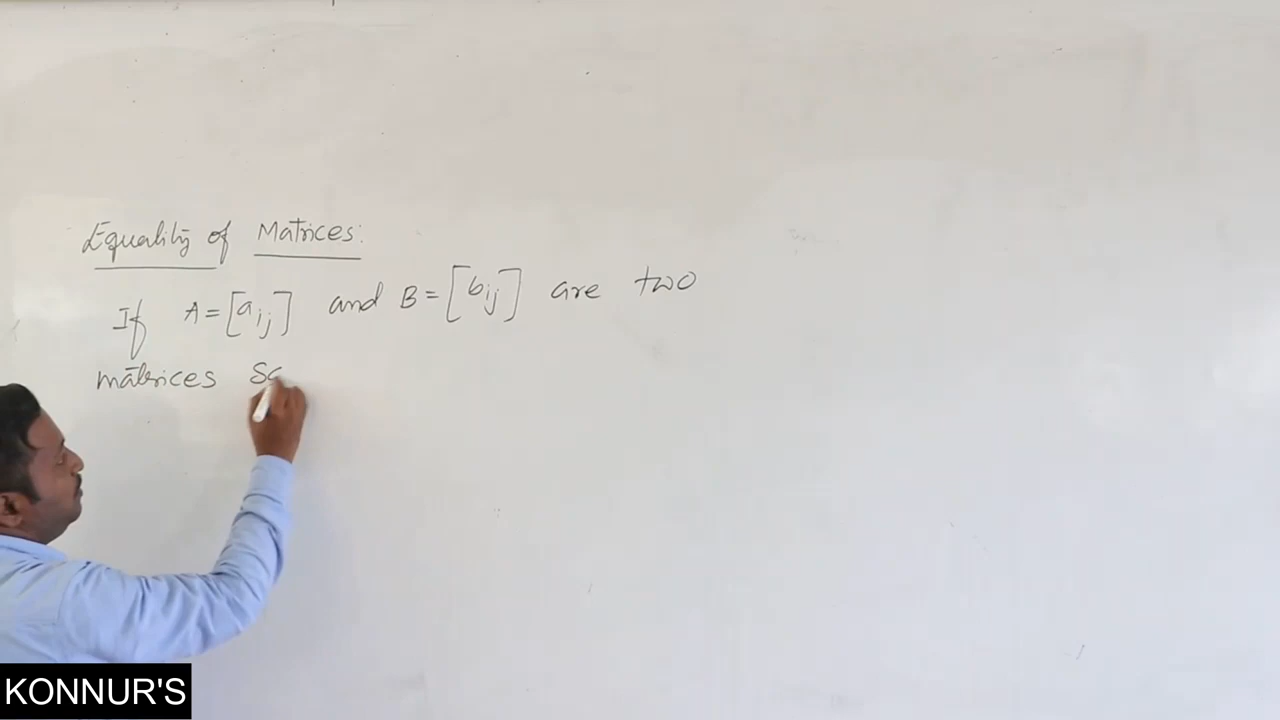 Equality of Matrices:
If A = [aij] and B = [bij] are two
matrices
KONNUR'S